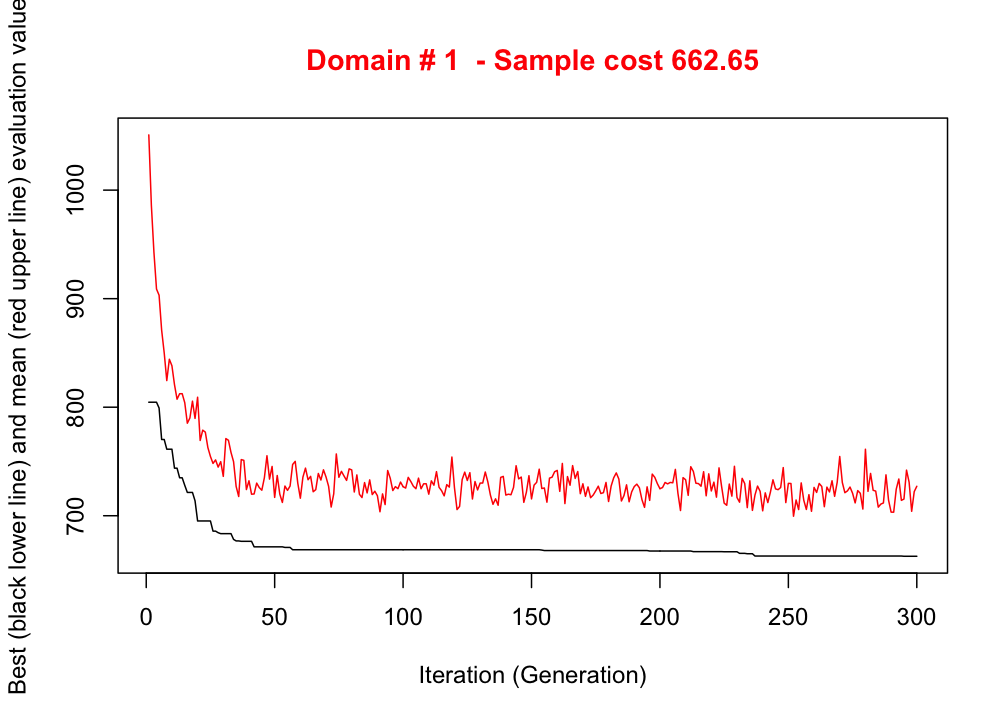 Domain # 1 - Sample cost 662.65
Best (black lower line) and mean (red upper line) evaluation value
1000
900
800
700
0 50 100 150 200 250 300
Iteration (Generation)